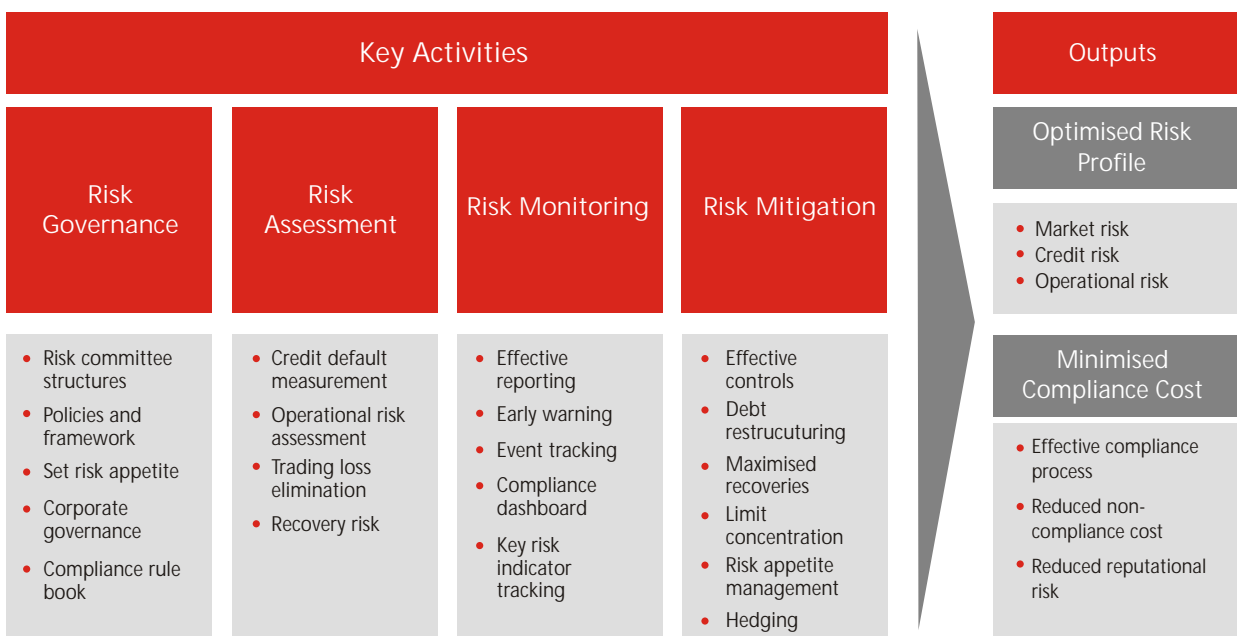 Key Activities
Outputs
Risk
Governance
Risk
Assessment
Risk Monitoring
Risk Mitigation
Optimised Risk
Profile
• Market risk
• Credit risk
• Operational risk
• Risk committee
structures
• Policies and
framework
• Set risk appetite
• Corporate
governance
• Compliance rule
book
• Credit default
measurement
• Operational risk
assessment
• Trading loss
elimination
• Recovery risk
• Effective
reporting
• Early warning
• Event tracking
• Compliance
dashboard
• Key risk
indicator
tracking
• Effective
controls
• Debt
restrucuturing
• Maximised
recoveries
• Limit
concentration
• Risk appetite
management
• Hedging
Minimised
Compliance Cost
• Effective compliance
process
• Reduced non-
compliance cost
• Reduced reputational
risk